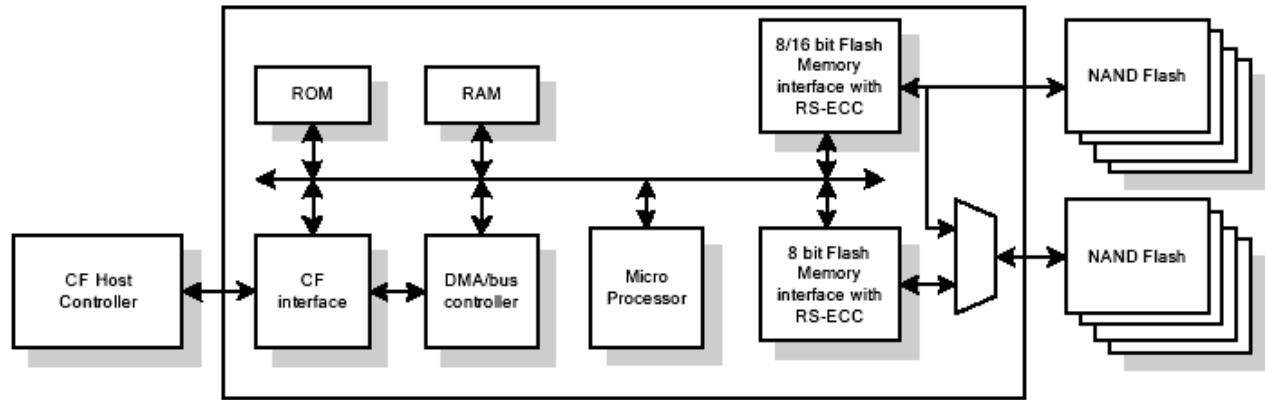 8/16 bit Flash
Memory
interface with
RS-ECC
NAND Flash
ROM
RAM
CF Host
Controller
CF
interface
DMA/bus
controller
Micro
Processor
8 bit Flash
Memory
interface with
RS-ECC
NAND Flash